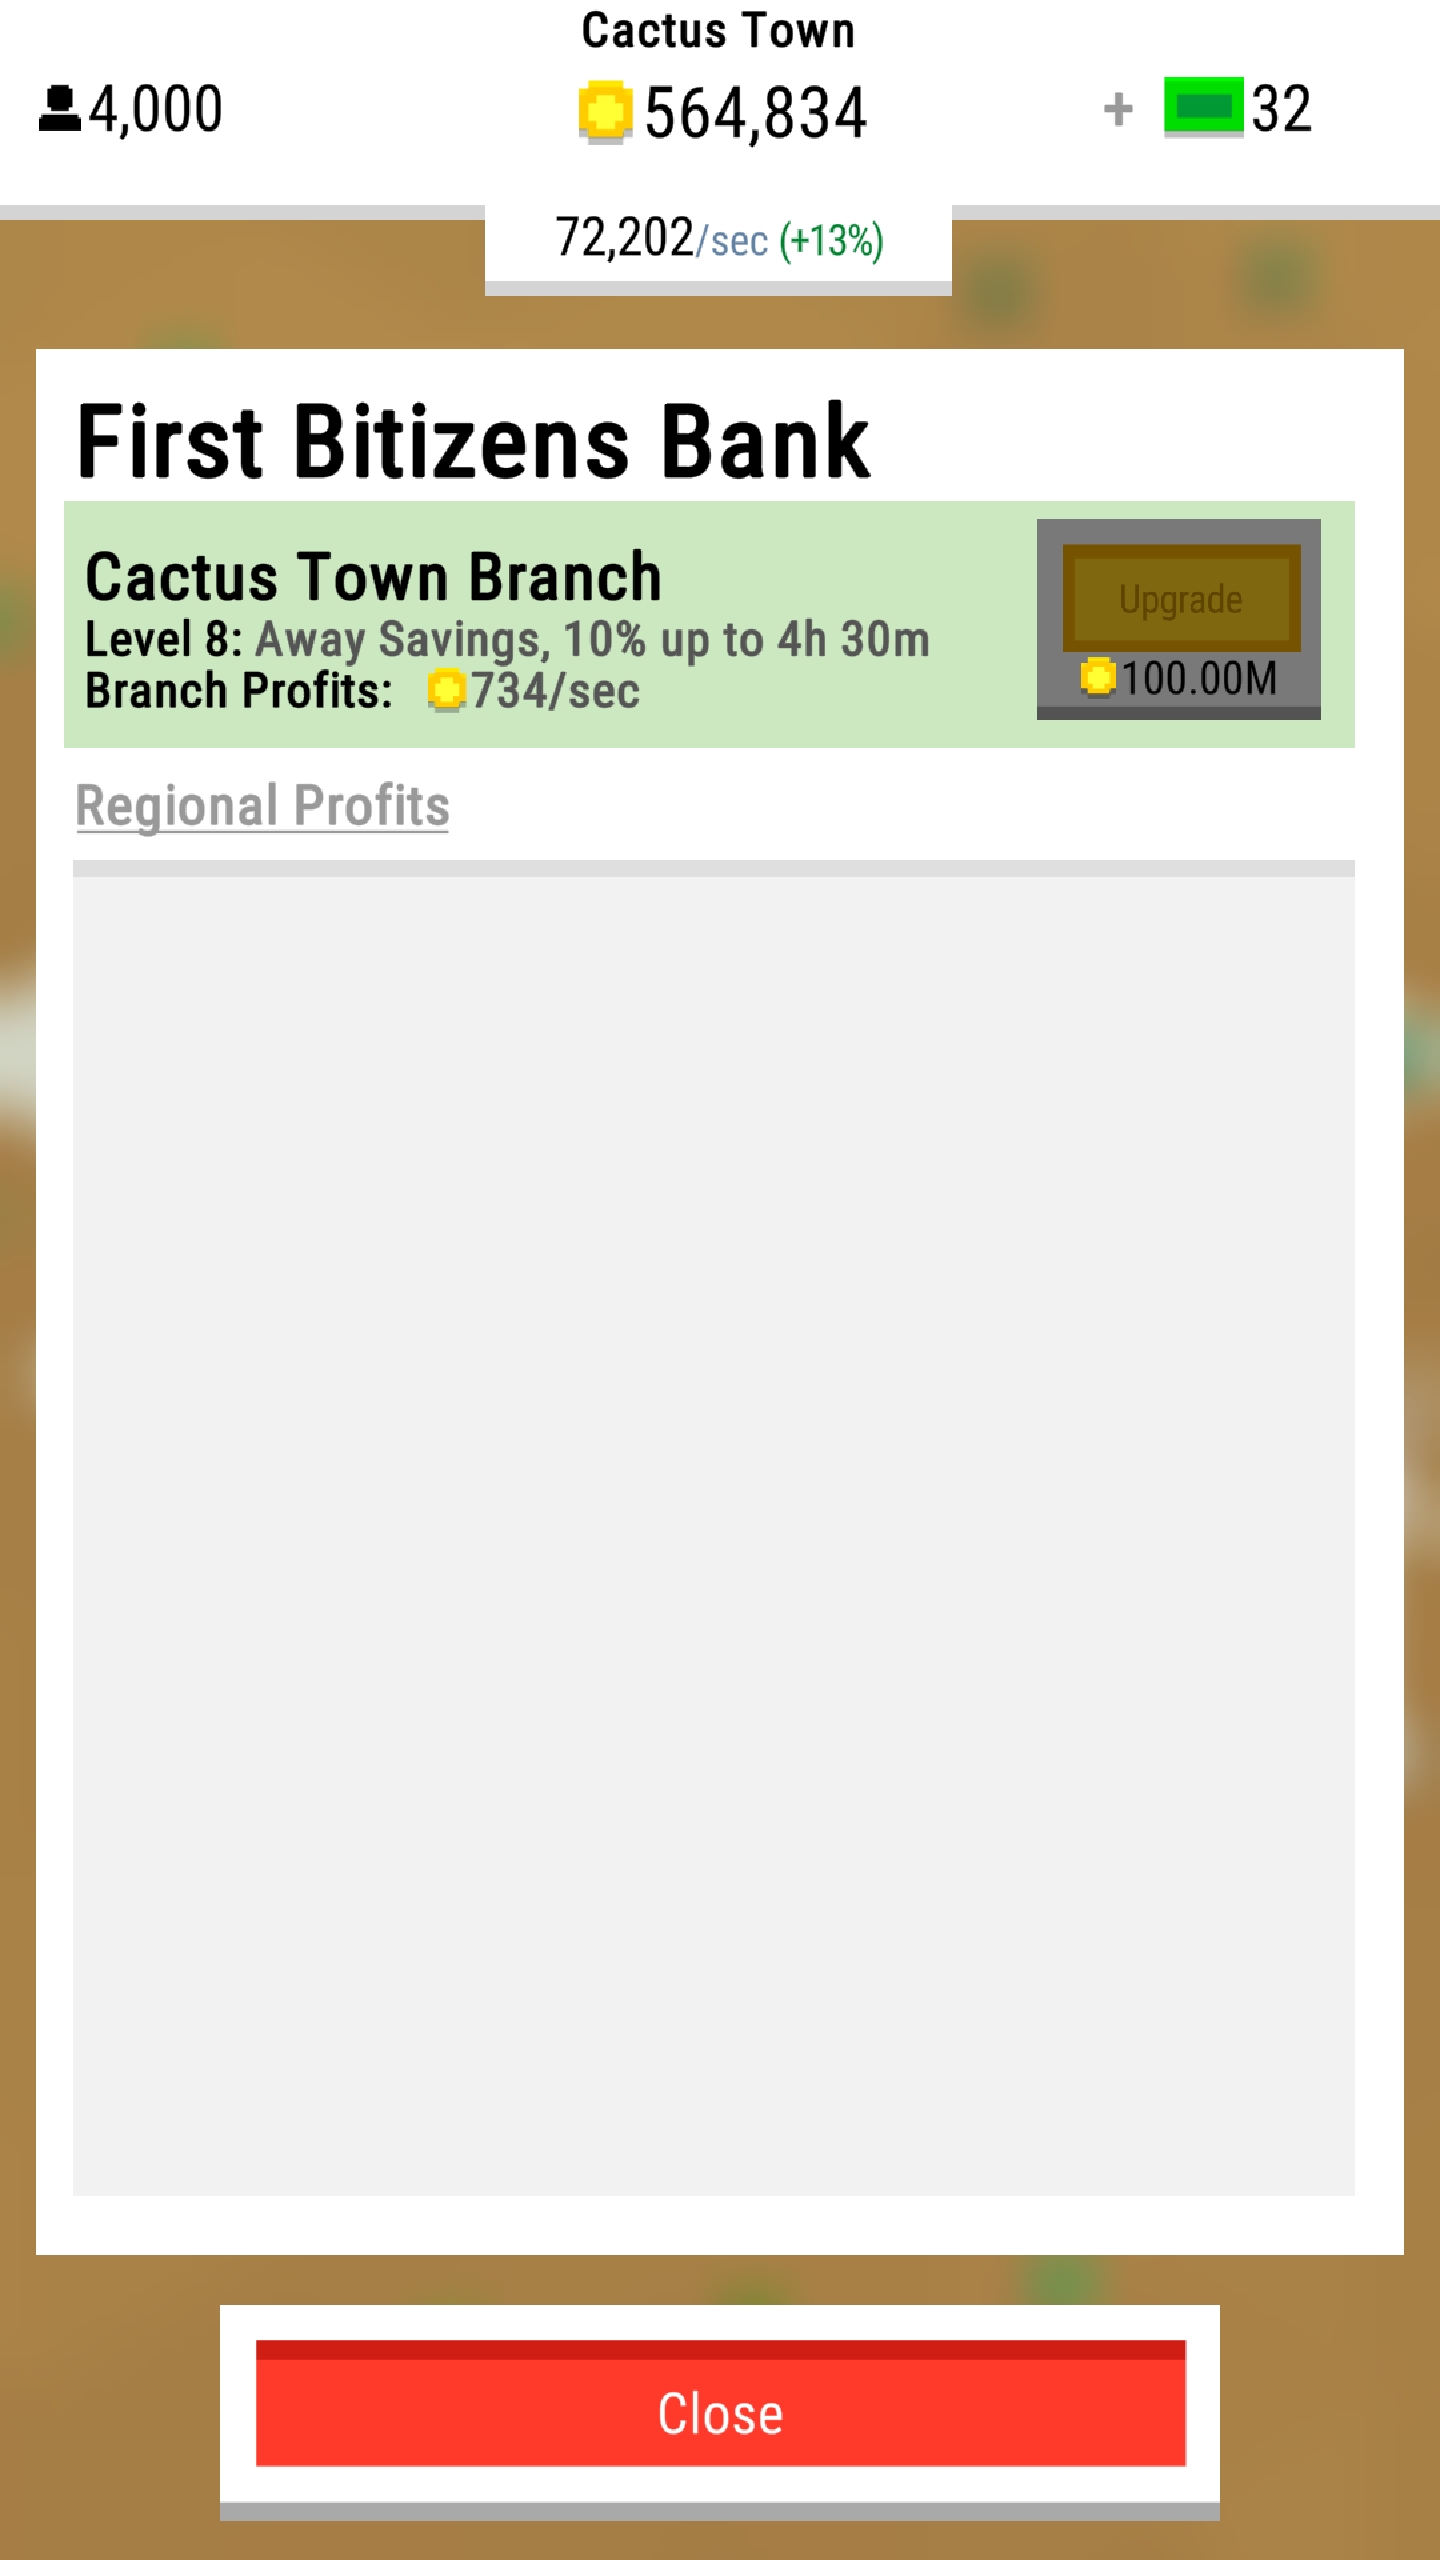 Cactus Town
4,000
564,834
+ 32
72,202/sec (+13%)
First Bitizens Bank
Cactus Town Branch
Level 8: Away Savings, 10% up to 4h 30m
Branch Profits: 734/sec
Upgrade
100.00M
Regional Profits
Close